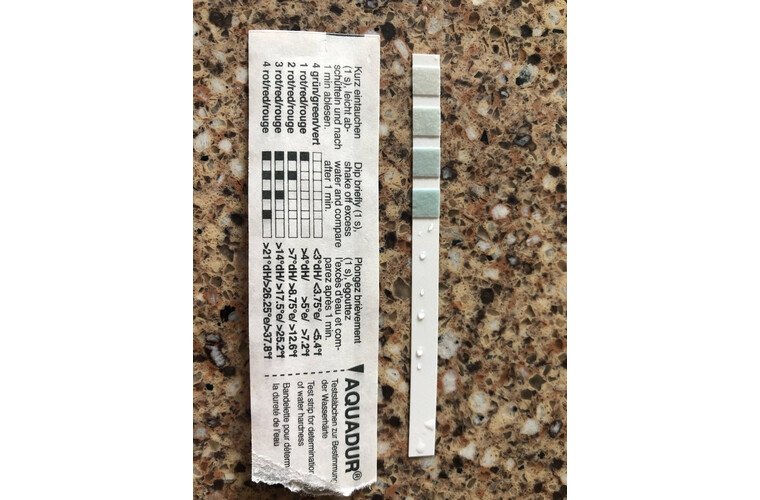 Kurz eintauchen
(1 s), leicht ab-
schütteln und nach
1 min ablesen.
Dip briefly (1 s),
shake off excess
water and compare
after 1 min.
Plongez brièvement
(1 s), égouttez
l'excès d'eau et com-
parez après 1 min.
4 grün/green/vert <3°dH/ <3.75°e/ <5.4°f
1 rot/red/rouge >4°dH/ >5°e/ >7.2°f
2 rot/red/rouge >7°dH/ >8.75°e/ >12.6°f
3 rot/red/rouge >14°dH/>17.5°e/ >25.2°f
4 rot/red/rouge >21°dH/>26.25°e/>37.8°f
AQUADUR®
Teststäbchen zur Bestimmun
der Wasserhärte
Test strip for determination
of water hardness
Bandelette pour déterm
la dureté de l'eau